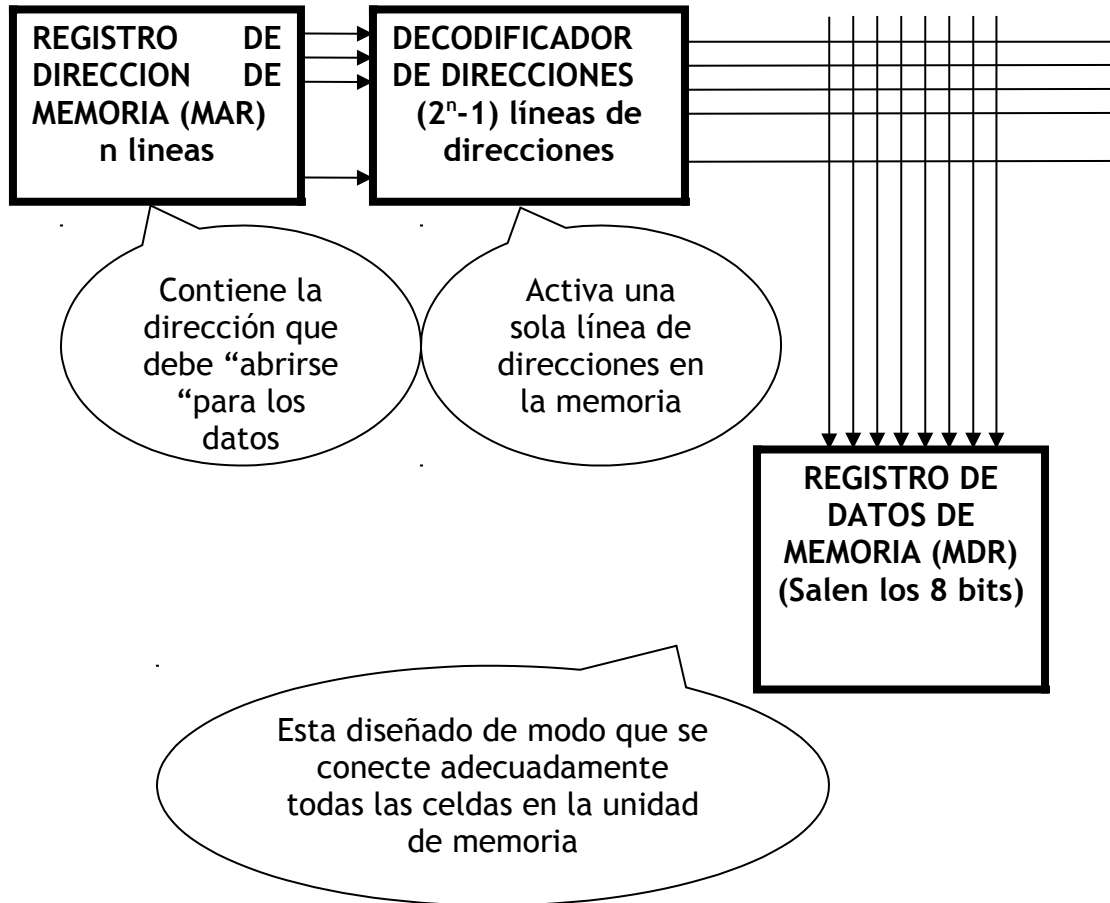 REGISTRO DE
DIRECCION DE
MEMORIA (MAR)
n lineas
DECODIFICADOR
DE DIRECCIONES
(2ⁿ-1) líneas de
direcciones
Contiene la
dirección que
debe “abrirse
“para los
datos
Activa una
sola línea de
direcciones en
la memoria
REGISTRO DE
DATOS DE
MEMORIA (MDR)
(Salen los 8 bits)
Esta diseñado de modo que se
conecte adecuadamente
todas las celdas en la unidad
de memoria